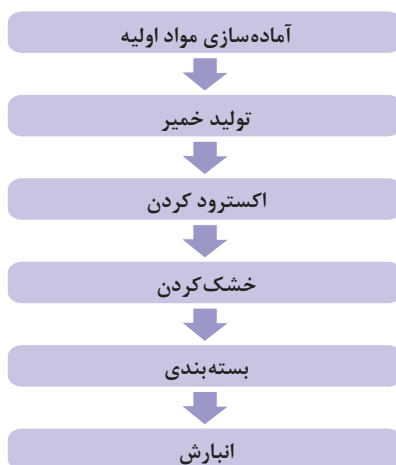 آماده‌سازی مواد اولیه
تولید خمیر
اکسترود کردن
خشک‌کردن
بسته‌بندی
انبارش